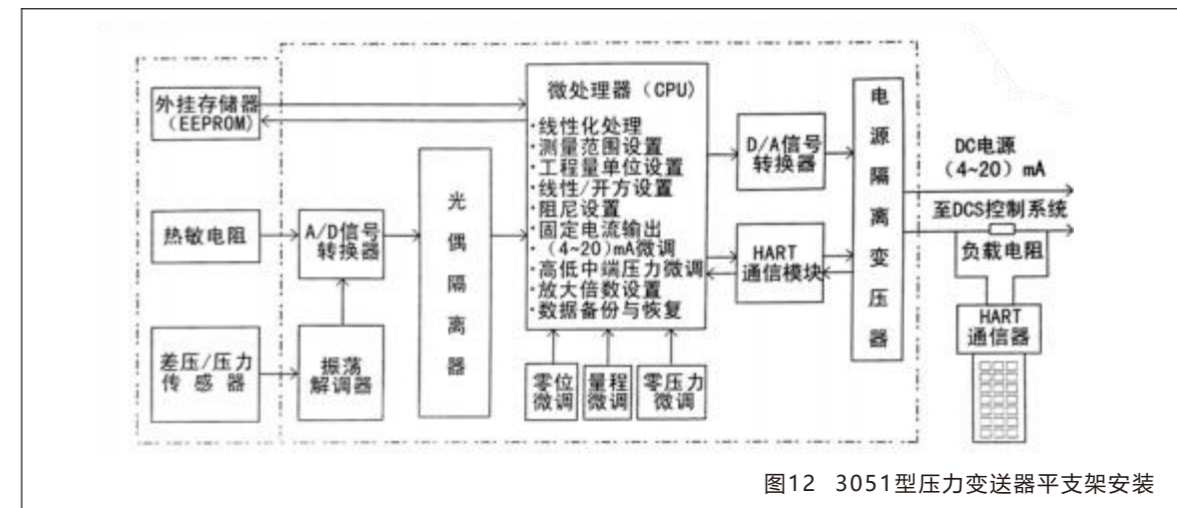 外挂存储器
（EEPROM）
热敏电阻
差压/压力
传感器
A/D信号
转换器
振荡
解调器
光偶隔离器
微处理器（CPU）
·线性化处理
·测量范围设置
·工程量单位设置
·线性/开方设置
·阻尼设置
·固定电流输出
·（4~20）mA微调
·高低中端压力微调
·放大倍数设置
·数据备份与恢复
零位
微调
量程
微调
零压力
微调
D/A信号
转换器
HART
通信模块
电源隔离变压器
DC电源
（4~20）mA
至DCS控制系统
负载电阻
HART
通信器
图12 3051型压力变送器平支架安装